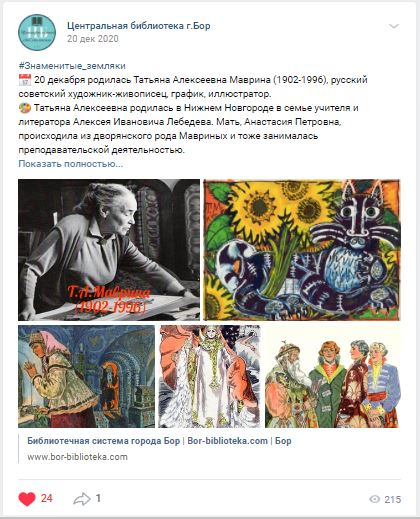 Центральная библиотека г.Бор
20 дек 2020
#Знаменитые_земляки
20 декабря родилась Татьяна Алексеевна Маврина (1902-1996), русский
советский художник-живописец, график, иллюстратор.
Татьяна Алексеевна родилась в Нижнем Новгороде в семье учителя и
литератора Алексея Ивановича Лебедева. Мать, Анастасия Петровна,
происходила из дворянского рода Мавриных и тоже занималась
преподавательской деятельностью.
Показать полностью...
Т.А.Маврина
(1902-1996)
Библиотечная система города Бор | Bor-biblioteka.com | Бор
www.bor-biblioteka.com
24
1
215